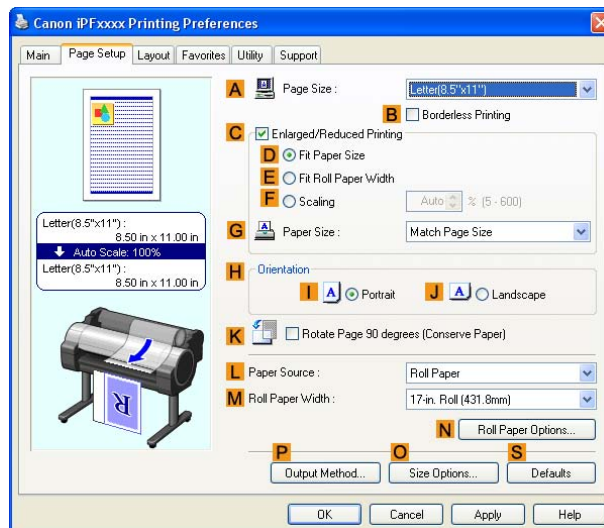 Canon iPFxxxx Printing Preferences
Main Page Setup Layout Favorites Utility Support
A Page Size : Letter(8.5"x11")
B Borderless Printing
C Enlarged/Reduced Printing
D Fit Paper Size
E Fit Roll Paper Width
F Scaling Auto % (5 - 600)
G Paper Size : Match Page Size
Letter(8.5"x11") :
8.50 in x 11.00 in
Auto Scale: 100%
Letter(8.5"x11") :
8.50 in x 11.00 in
H Orientation
I A Portrait J A Landscape
K Rotate Page 90 degrees (Conserve Paper)
L Paper Source : Roll Paper
M Roll Paper Width : 17-in. Roll (431.8mm)
N Roll Paper Options...
R
P O S
Output Method... Size Options... Defaults
OK Cancel Apply Help